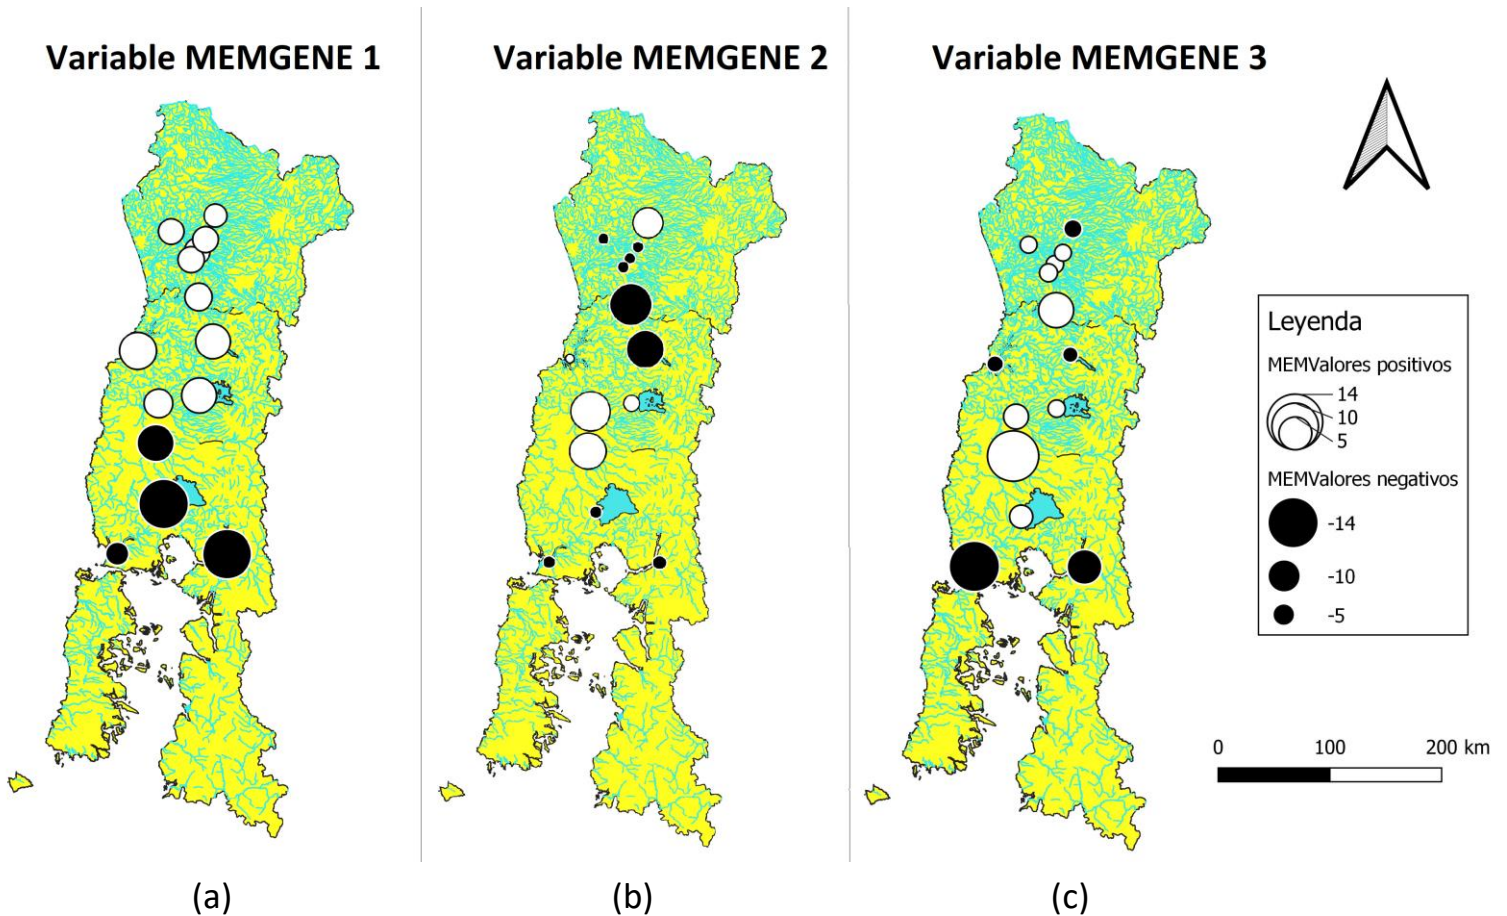 Variable MEMGENE 1
Variable MEMGENE 2
Variable MEMGENE 3
Leyenda
MEMValores positivos
14
10
5
MEMValores negativos
-14
-10
-5
0 100 200 km
(a)
(b)
(c)